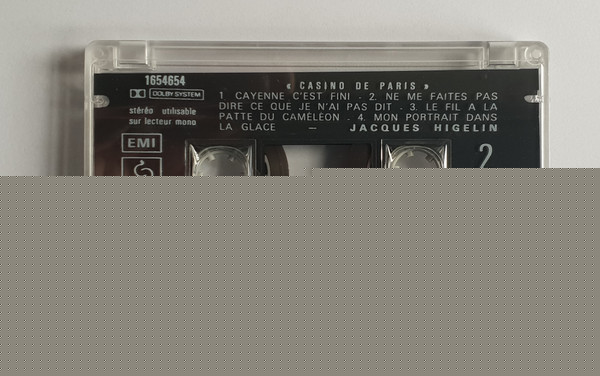 1654654
DOLBY SYSTEM
stéréo utilisable
sur lecteur mono
EMI
« CASINO DE PARIS »
1 CAYENNE C'EST FINI - 2. NE ME FAITES PAS
DIRE CE QUE JE N'AI PAS DIT - 3. LE FIL A LA
PATTE DU CAMÉLÉON - 4. MON PORTRAIT DANS
LA GLACE — JACQUES HIGELIN
2